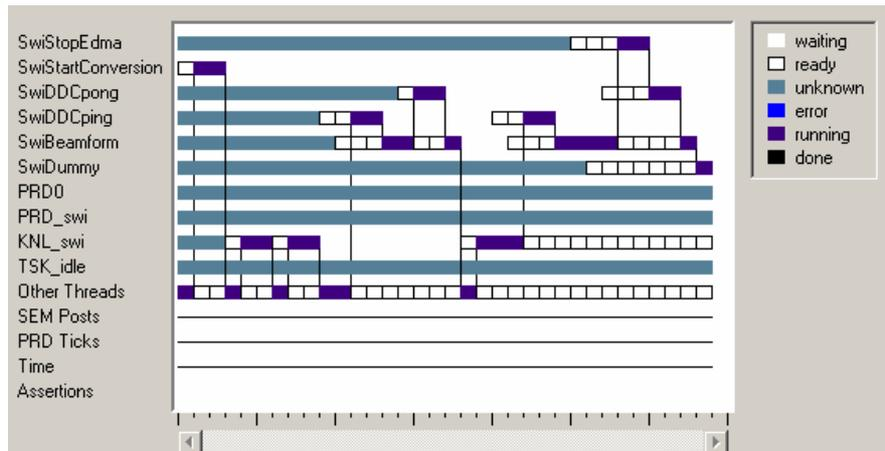 SwiStopEdma
SwiStartConversion
SwiDDCpong
SwiDDCping
SwiBeamform
SwiDummy
PRD0
PRD_swi
KNL_swi
TSK_idle
Other Threads
SEM Posts
PRD Ticks
Time
Assertions
waiting
ready
unknown
error
running
done